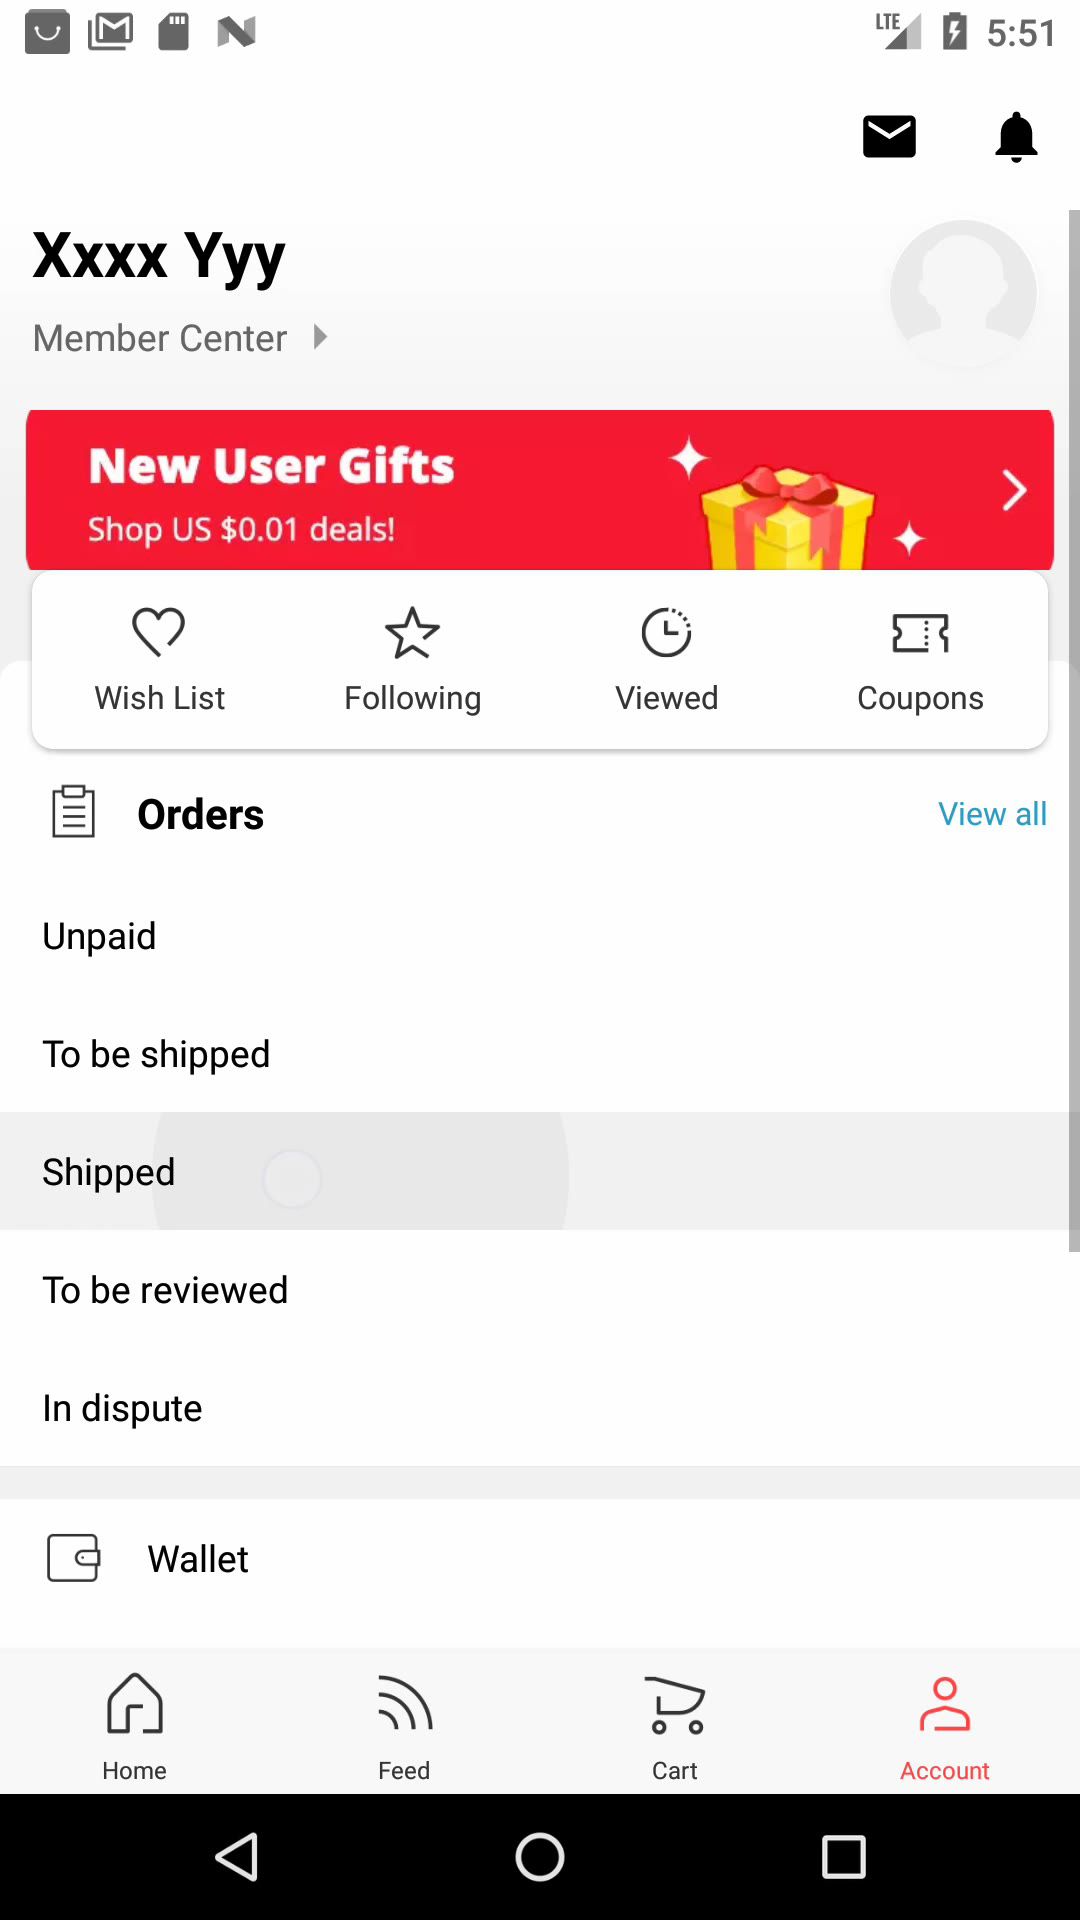 LTE 5:51
Xxxx Yyy
Member Center
New User Gifts
Shop US $0.01 deals!
Wish List Following Viewed Coupons
Orders View all
Unpaid
To be shipped
Shipped
To be reviewed
In dispute
Wallet
Home Feed Cart Account